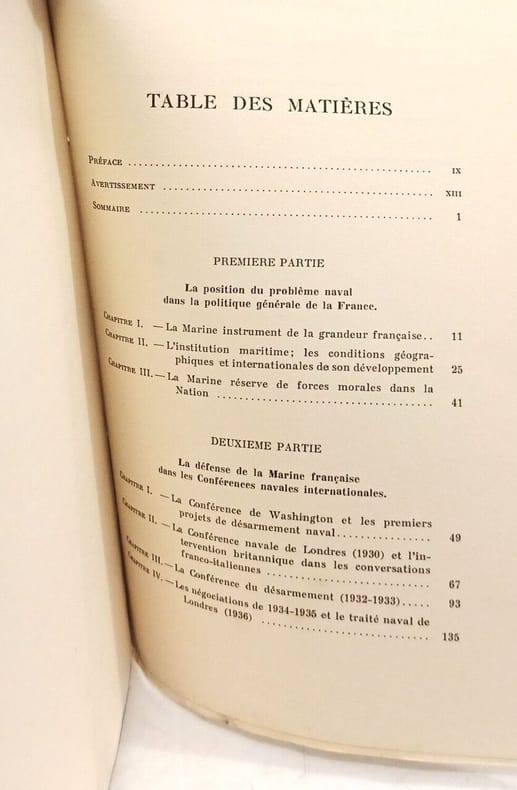 TABLE DES MATIÈRES
PRÉFACE ........ IX
AVERTISSEMENT ........ XIII
SOMMAIRE ........ 1
PREMIERE PARTIE
La position du problème naval
dans la politique générale de la France.
CHAPITRE I. — La Marine instrument de la grandeur française.. 11
CHAPITRE II. — L'institution maritime; les conditions géogra-
phiques et internationales de son développement 25
CHAPITRE III. — La Marine réserve de forces morales dans la
Nation ........ 41
DEUXIEME PARTIE
La défense de la Marine française
dans les Conférences navales internationales.
CHAPITRE I. — La Conférence de Washington et les premiers
projets de désarmement naval........ 49
CHAPITRE II. — La Conférence navale de Londres (1930) et l'in-
tervention britannique dans les conversations
franco-italiennes ........ 67
CHAPITRE III. — La Conférence du désarmement (1932-1933)..... 93
CHAPITRE IV. — Les négociations de 1934-1935 et le traité naval de
Londres (1936) ........ 135